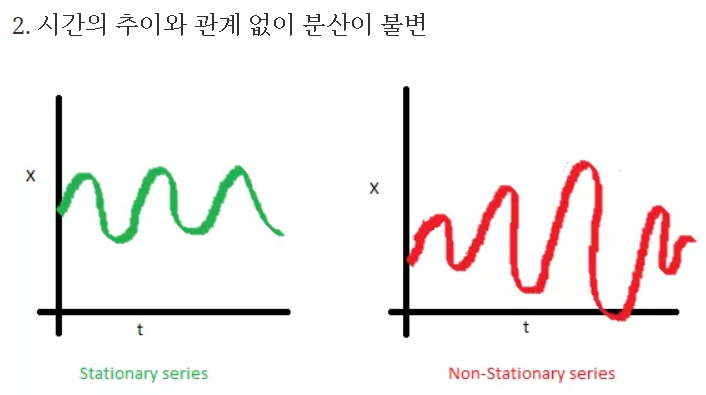 2. 시간의 추이와 관계 없이 분산이 불변
X
X
t
t
Stationary series
Non-Stationary series